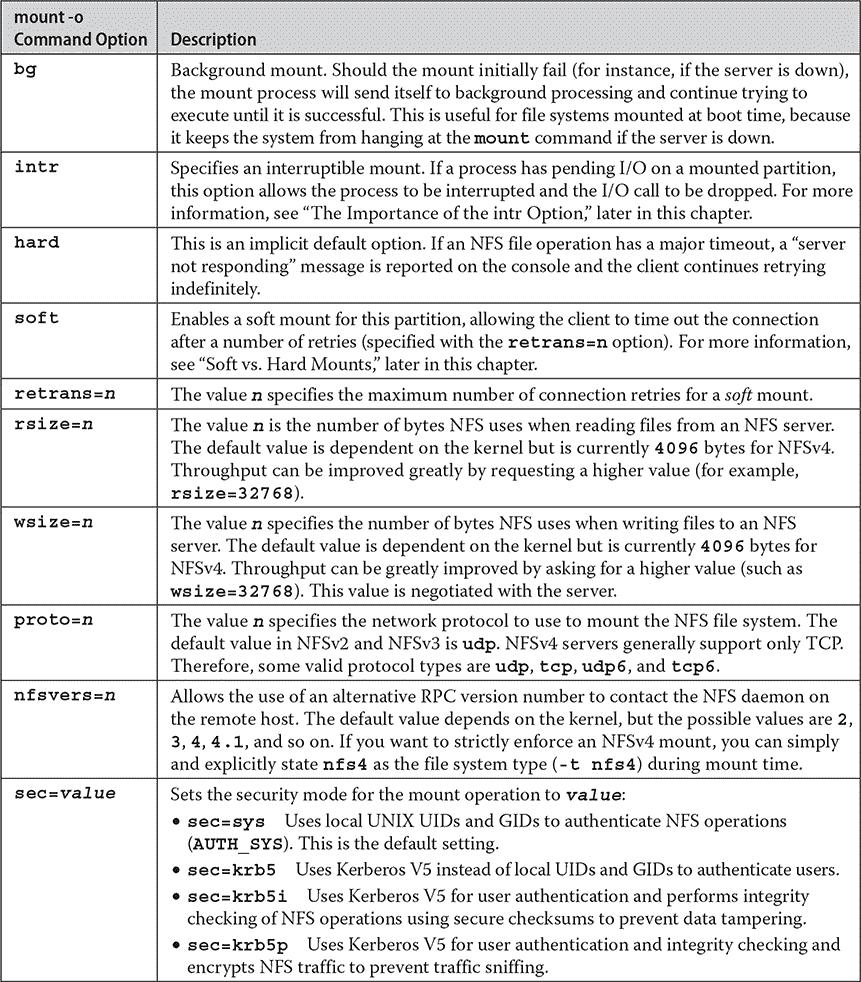 mount -o
Command Option Description
bg Background mount. Should the mount initially fail (for instance, if the server is down),
the mount process will send itself to background processing and continue trying to
execute until it is successful. This is useful for file systems mounted at boot time, because
it keeps the system from hanging at the mount command if the server is down.
intr Specifies an interruptible mount. If a process has pending I/O on a mounted partition,
this option allows the process to be interrupted and the I/O call to be dropped. For more
information, see “The Importance of the intr Option,” later in this chapter.
hard This is an implicit default option. If an NFS file operation has a major timeout, a “server
not responding” message is reported on the console and the client continues retrying
indefinitely.
soft Enables a soft mount for this partition, allowing the client to time out the connection
after a number of retries (specified with the retrans=n option). For more information,
see “Soft vs. Hard Mounts,” later in this chapter.
retrans=n The value n specifies the maximum number of connection retries for a soft mount.
rsize=n The value n is the number of bytes NFS uses when reading files from an NFS server.
The default value is dependent on the kernel but is currently 4096 bytes for NFSv4.
Throughput can be improved greatly by requesting a higher value (for example,
rsize=32768).
wsize=n The value n specifies the number of bytes NFS uses when writing files to an NFS
server. The default value is dependent on the kernel but is currently 4096 bytes for
NFSv4. Throughput can be greatly improved by asking for a higher value (such as
wsize=32768). This value is negotiated with the server.
proto=n The value n specifies the network protocol to use to mount the NFS file system. The
default value in NFSv2 and NFSv3 is udp. NFSv4 servers generally support only TCP.
Therefore, some valid protocol types are udp, tcp, udp6, and tcp6.
nfsvers=n Allows the use of an alternative RPC version number to contact the NFS daemon on
the remote host. The default value depends on the kernel, but the possible values are 2,
3, 4, 4.1, and so on. If you want to strictly enforce an NFSv4 mount, you can simply
and explicitly state nfs4 as the file system type (-t nfs4) during mount time.
sec=value Sets the security mode for the mount operation to value:
• sec=sys Uses local UNIX UIDs and GIDs to authenticate NFS operations
(AUTH_SYS). This is the default setting.
• sec=krb5 Uses Kerberos V5 instead of local UIDs and GIDs to authenticate users.
• sec=krb5i Uses Kerberos V5 for user authentication and performs integrity
checking of NFS operations using secure checksums to prevent data tampering.
• sec=krb5p Uses Kerberos V5 for user authentication and integrity checking and
encrypts NFS traffic to prevent traffic sniffing.